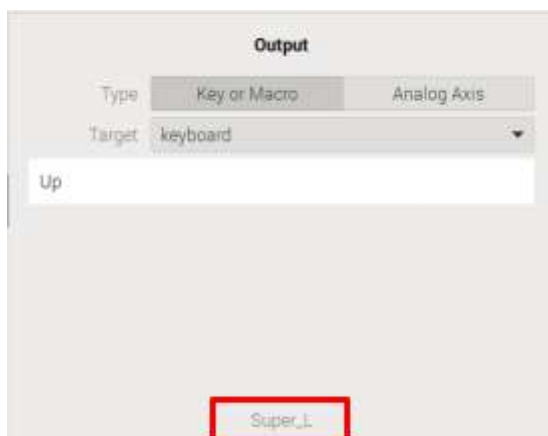 Output
Type Key or Macro Analog Axis
Target keyboard
Up
Super_L